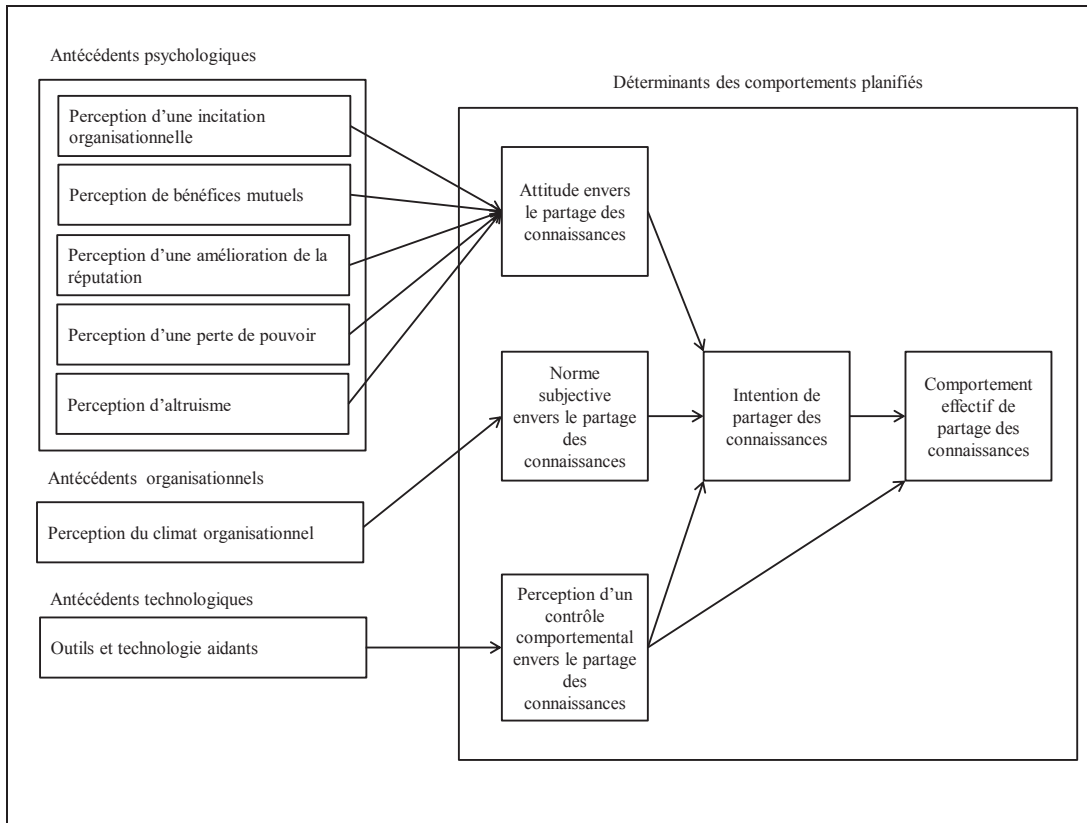 Antécédents psychologiques
Perception d'une incitation
organisationnelle
Perception de bénéfices mutuels
Perception d'une amélioration de la
réputation
Perception d'une perte de pouvoir
Perception d'altruisme
Antécédents organisationnels
Perception du climat organisationnel
Antécédents technologiques
Outils et technologie aidants
Déterminants des comportements planifiés
Attitude envers
le partage des
connaissances
Norme
subjective
envers le partage
des
connaissances
Perception d'un
contrôle
comportemental
envers le partage
des
connaissances
Intention de
partager des
connaissances
Comportement
effectif de
partage des
connaissances